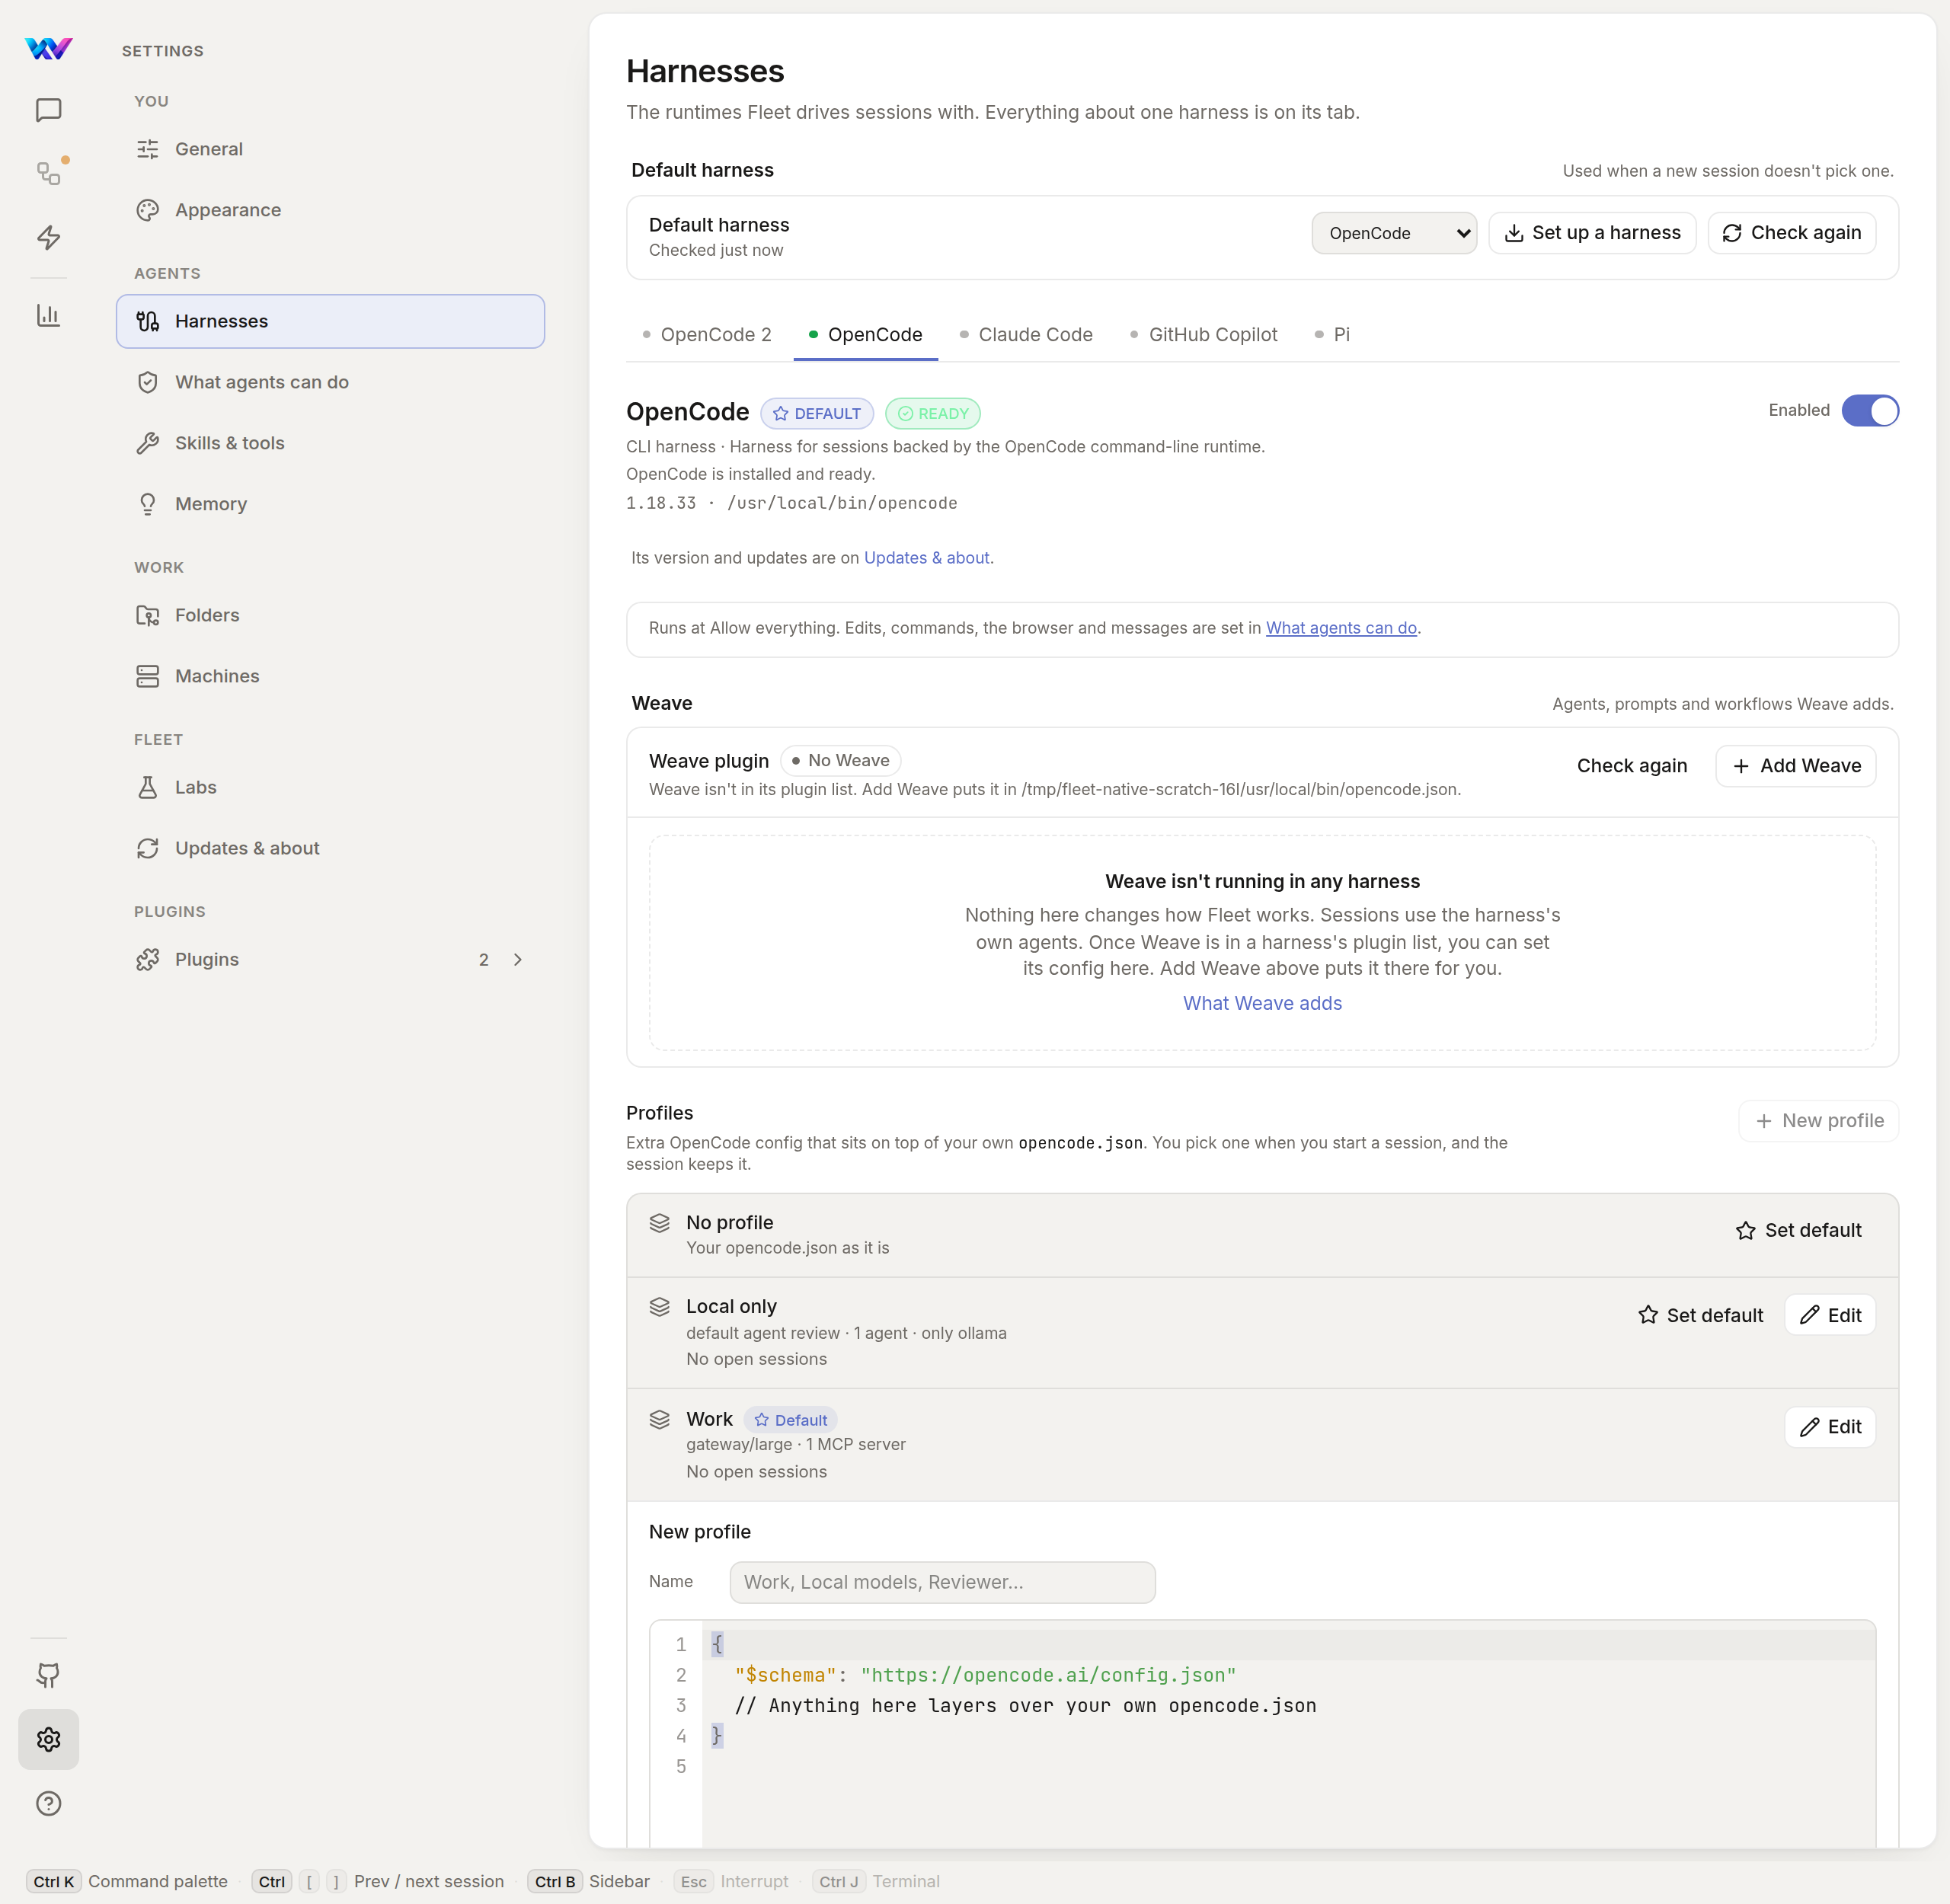 SETTINGS
YOU
General
Appearance
AGENTS
Harnesses
What agents can do
Skills & tools
Memory
WORK
Folders
Machines
FLEET
Labs
Updates & about
PLUGINS
Plugins 2
Harnesses
The runtimes Fleet drives sessions with. Everything about one harness is on its tab.
Default harness
Used when a new session doesn't pick one.
Default harness
Checked just now
OpenCode
Set up a harness
Check again
OpenCode 2
OpenCode
Claude Code
GitHub Copilot
Pi
OpenCode
DEFAULT
READY
Enabled
CLI harness · Harness for sessions backed by the OpenCode command-line runtime.
OpenCode is installed and ready.
1.18.33 · /usr/local/bin/opencode
Its version and updates are on Updates & about.
Runs at Allow everything. Edits, commands, the browser and messages are set in What agents can do.
Weave
Agents, prompts and workflows Weave adds.
Weave plugin
No Weave
Weave isn't in its plugin list. Add Weave puts it in /tmp/fleet-native-scratch-16l/usr/local/bin/opencode.json.
Check again
Add Weave
Weave isn't running in any harness
Nothing here changes how Fleet works. Sessions use the harness's
own agents. Once Weave is in a harness's plugin list, you can set
its config here. Add Weave above puts it there for you.
What Weave adds
Profiles
Extra OpenCode config that sits on top of your own opencode.json. You pick one when you start a session, and the
session keeps it.
New profile
No profile
Your opencode.json as it is
Set default
Local only
default agent review · 1 agent · only ollama
No open sessions
Set default
Edit
Work
Default
gateway/large · 1 MCP server
No open sessions
Edit
New profile
Name
Work, Local models, Reviewer...
1 {
2 "$schema": "https://opencode.ai/config.json"
3 // Anything here layers over your own opencode.json
4 }
5
Ctrl K Command palette · Ctrl [ ] Prev / next session · Ctrl B Sidebar · Esc Interrupt · Ctrl J Terminal